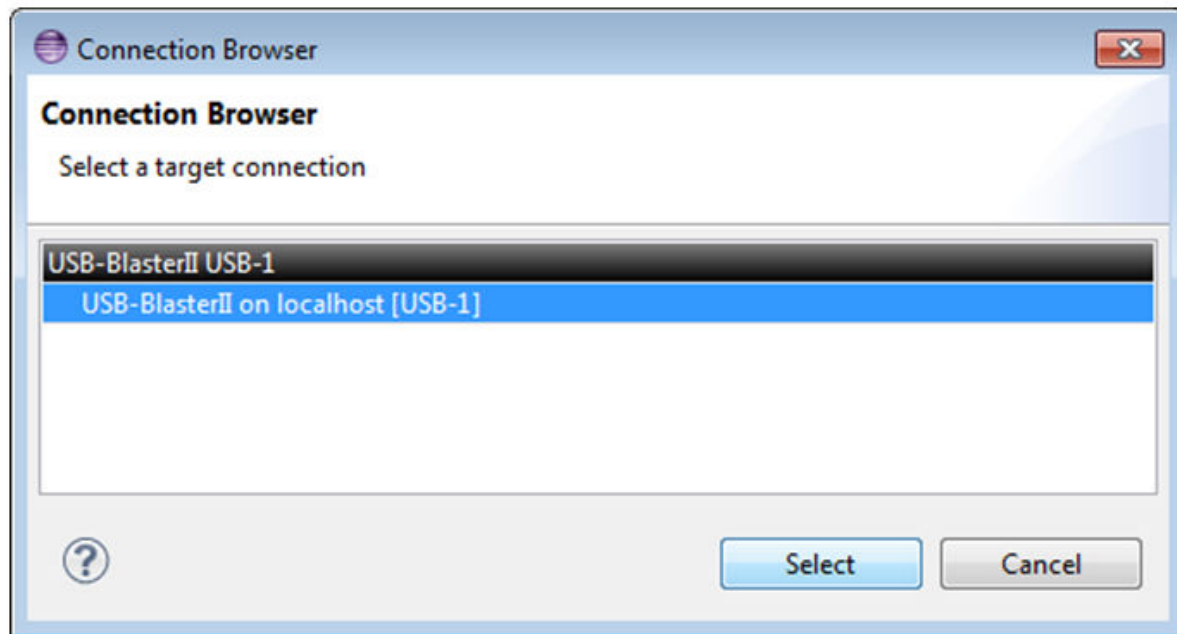 Connection Browser
Connection Browser
Select a target connection
USB-BlasterII USB-1
USB-BlasterII on localhost [USB-1]
?
Select
Cancel